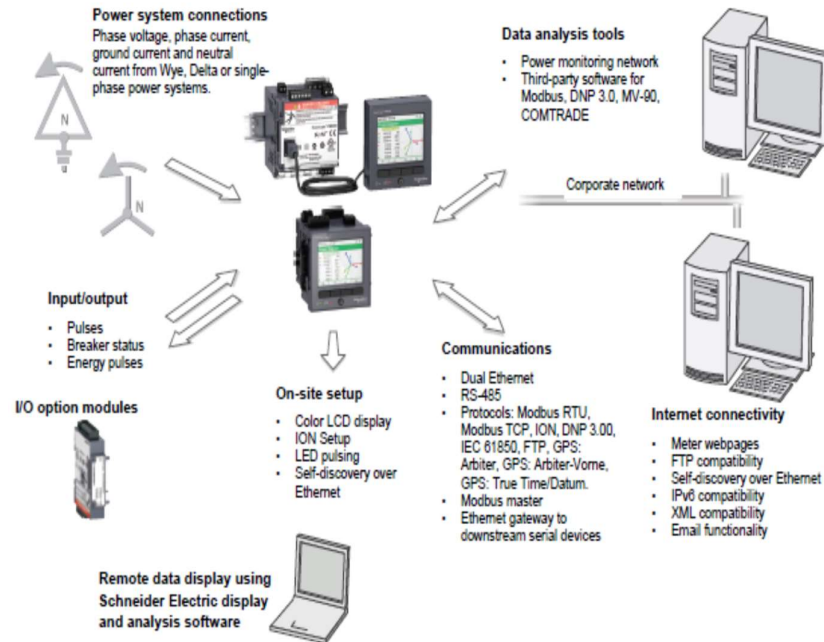 Power system connections
Phase voltage, phase current,
ground current and neutral
current from Wye, Delta or single-
phase power systems.
N
N
Data analysis tools
• Power monitoring network
• Third-party software for
Modbus, DNP 3.0, MV-90,
COMTRADE
Corporate network
Input/output
• Pulses
• Breaker status
• Energy pulses
I/O option modules
On-site setup
• Color LCD display
• ION Setup
• LED pulsing
• Self-discovery over
Ethernet
Communications
• Dual Ethernet
• RS-485
• Protocols: Modbus RTU,
Modbus TCP, ION, DNP 3.00,
IEC 61850, FTP, GPS:
Arbiter, GPS: Arbiter-Vorne,
GPS: True Time/Datum.
• Modbus master
• Ethernet gateway to
downstream serial devices
Internet connectivity
• Meter webpages
• FTP compatibility
• Self-discovery over Ethernet
• IPv6 compatibility
• XML compatibility
• Email functionality
Remote data display using
Schneider Electric display
and analysis software